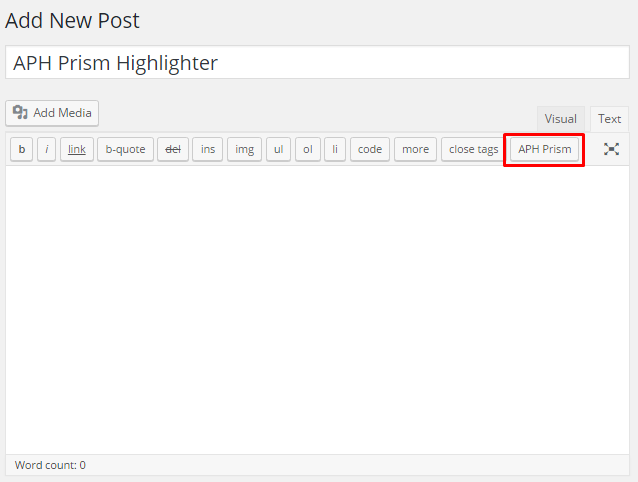 Add New Post
APH Prism Highlighter
Add Media
Visual Text
b i link b-quote del ins img ul ol li code more close tags APH Prism
Word count: 0